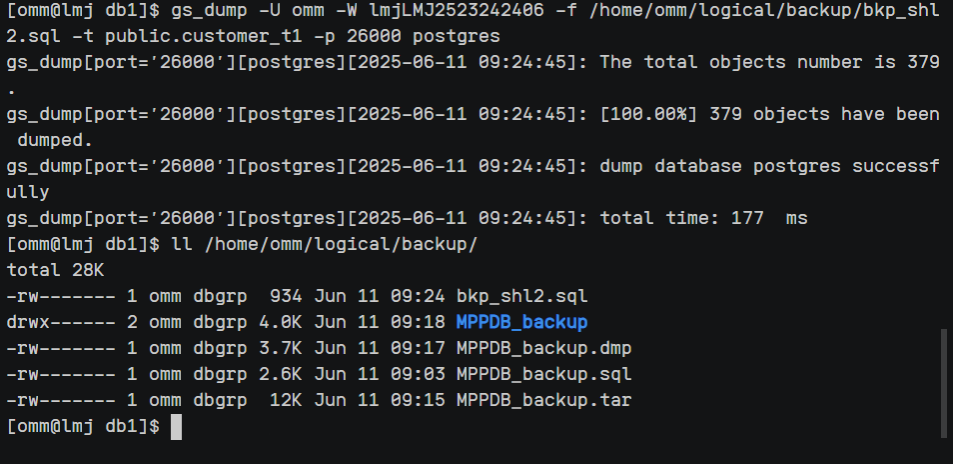 [omm@lmj db1]$ gs_dump -U omm -W lmjLMJ2523242406 -f /home/omm/logical/backup/bkp_shl
2.sql -t public.customer_t1 -p 26000 postgres
gs_dump[port='26000'][postgres][2025-06-11 09:24:45]: The total objects number is 379
.
gs_dump[port='26000'][postgres][2025-06-11 09:24:45]: [100.00%] 379 objects have been
 dumped.
gs_dump[port='26000'][postgres][2025-06-11 09:24:45]: dump database postgres successf
ully
gs_dump[port='26000'][postgres][2025-06-11 09:24:45]: total time: 177  ms
[omm@lmj db1]$ ll /home/omm/logical/backup/
total 28K
-rw------- 1 omm dbgrp  934 Jun 11 09:24 bkp_shl2.sql
drwx------ 2 omm dbgrp 4.0K Jun 11 09:18 MPPDB_backup
-rw------- 1 omm dbgrp 3.7K Jun 11 09:17 MPPDB_backup.dmp
-rw------- 1 omm dbgrp 2.6K Jun 11 09:03 MPPDB_backup.sql
-rw------- 1 omm dbgrp  12K Jun 11 09:15 MPPDB_backup.tar
[omm@lmj db1]$